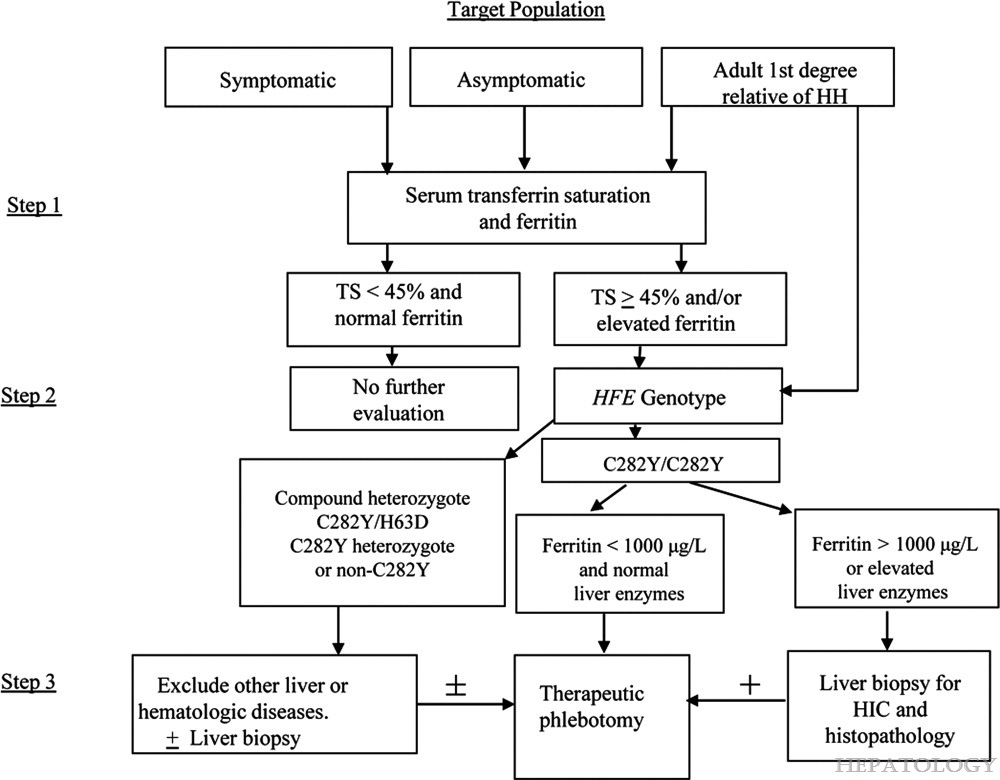 Target Population
Symptomatic
Asymptomatic
Adult 1st degree
relative of HH
Step 1
Serum transferrin saturation
and ferritin
TS < 45% and
normal ferritin
TS ≥ 45% and/or
elevated ferritin
Step 2
No further
evaluation
HFE Genotype
C282Y/C282Y
Compound heterozygote
C282Y/H63D
C282Y heterozygote
or non-C282Y
Ferritin < 1000 μg/L
and normal
liver enzymes
Ferritin > 1000 μg/L
or elevated
liver enzymes
Step 3
Exclude other liver or
hematologic diseases.
± Liver biopsy
±
Therapeutic
phlebotomy
+
Liver biopsy for
HIC and
histopathology
HEPATOLOGY